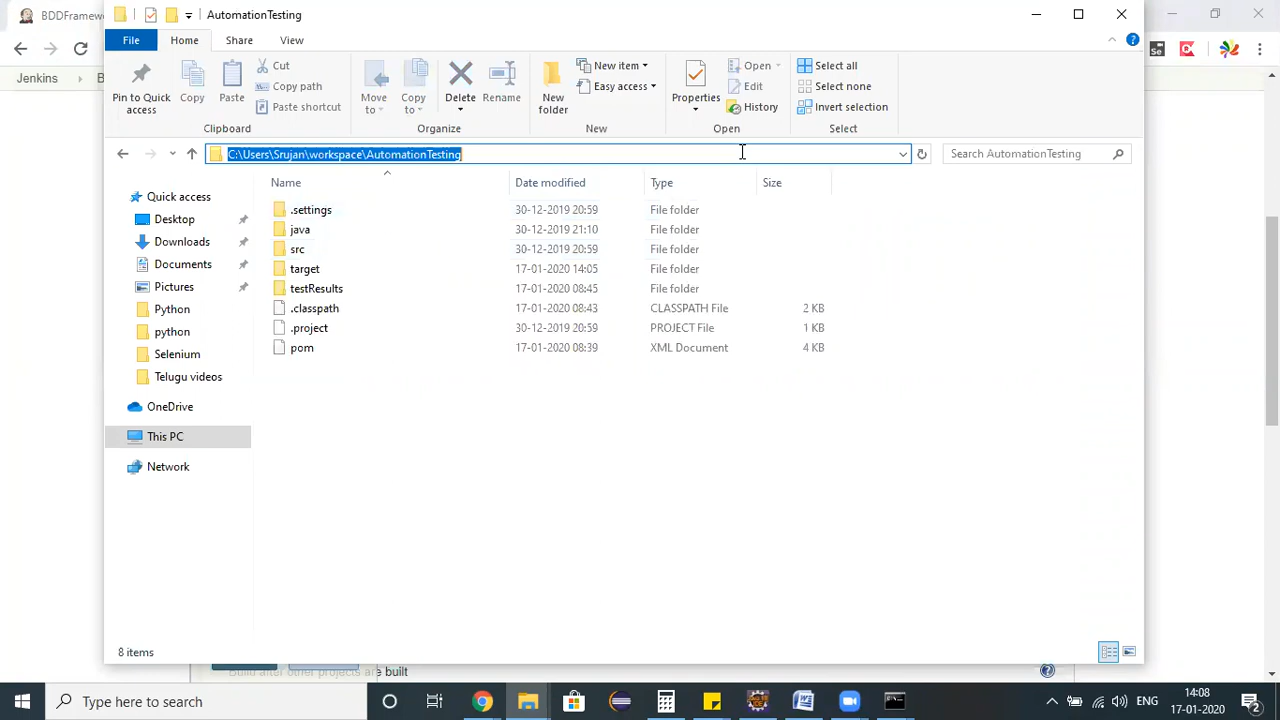 BDDFramew
AutomationTesting
File
Home
Share
View
Pin to Quick access
Copy
Paste
Cut
Copy path
Paste shortcut
Clipboard
Move to
Copy to
Delete
Rename
Organize
New folder
New item
Easy access
New
Properties
Open
Edit
History
Open
Select all
Select none
Invert selection
Select
Jenkins
B
C:\Users\Srujan\workspace\AutomationTesting
Search AutomationTesting
Name Date modified Type Size
.settings 30-12-2019 20:59 File folder
java 30-12-2019 21:10 File folder
src 30-12-2019 20:59 File folder
target 17-01-2020 14:05 File folder
testResults 17-01-2020 08:45 File folder
.classpath 17-01-2020 08:43 CLASSPATH File 2 KB
.project 30-12-2019 20:59 PROJECT File 1 KB
pom 17-01-2020 08:39 XML Document 4 KB
Quick access
Desktop
Downloads
Documents
Pictures
Python
python
Selenium
Telugu videos
OneDrive
This PC
Network
8 items
Build after other projects are built
Type here to search
ENG
14:08
17-01-2020
2